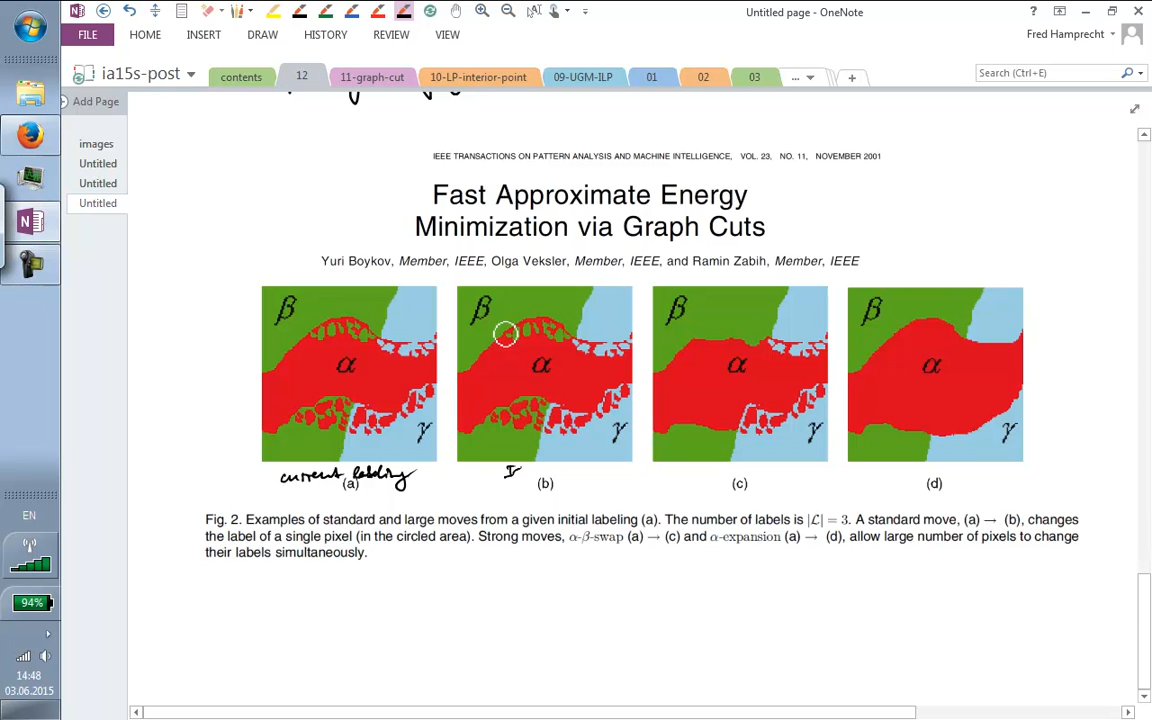 Untitled page - OneNote
FILE HOME INSERT DRAW HISTORY REVIEW VIEW
Fred Hamprecht
ia15s-post
contents 12 11-graph-cut 10-LP-interior-point 09-UGM-ILP 01 02 03 ...
Search (Ctrl+E)
Add Page
images
Untitled
Untitled
Untitled
IEEE TRANSACTIONS ON PATTERN ANALYSIS AND MACHINE INTELLIGENCE, VOL. 23, NO. 11, NOVEMBER 2001
Fast Approximate Energy
Minimization via Graph Cuts
Yuri Boykov, Member, IEEE, Olga Veksler, Member, IEEE, and Ramin Zabih, Member, IEEE
β β β β
α α α α
γ γ γ γ
current labeling I
(a) (b) (c) (d)
Fig. 2. Examples of standard and large moves from a given initial labeling (a). The number of labels is |ℒ| = 3. A standard move, (a) → (b), changes
the label of a single pixel (in the circled area). Strong moves, α-β-swap (a) → (c) and α-expansion (a) → (d), allow large number of pixels to change
their labels simultaneously.
EN
94%
14:48
03.06.2015